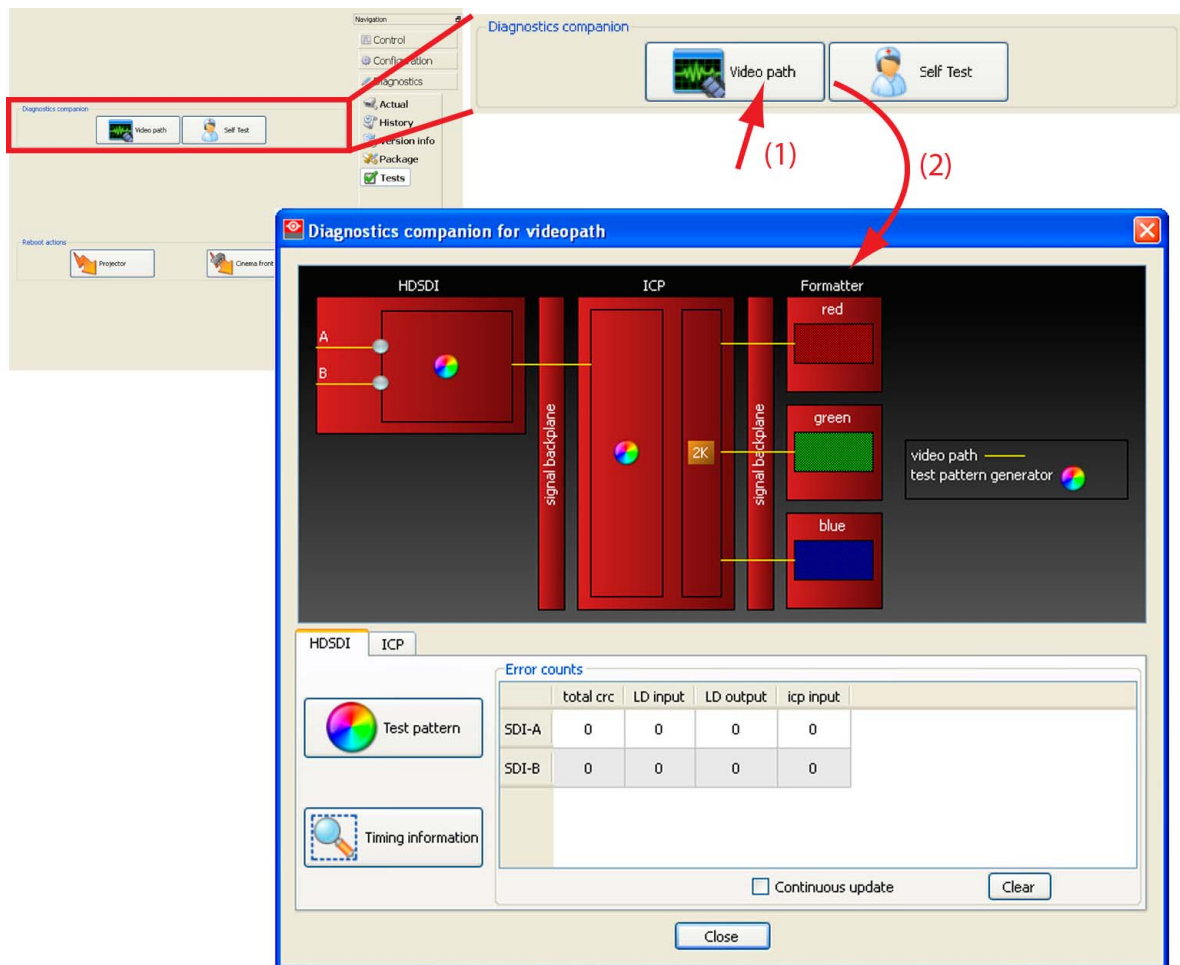 Navigation
Control
Configuration
Diagnostics
Actual
History
Version info
Package
Tests
Diagnostics companion
Video path
Self Test
Reboot actions
Projector
Cinema front
Diagnostics companion
Video path
Self Test
(1)
(2)
Diagnostics companion for videopath
HDSDI
ICP
Formatter
A
B
signal backplane
2K
signal backplane
red
green
blue
video path
test pattern generator
HDSDI
ICP
Test pattern
Timing information
Error counts
total crc LD input LD output icp input
SDI-A 0 0 0 0
SDI-B 0 0 0 0
Continuous update
Clear
Close